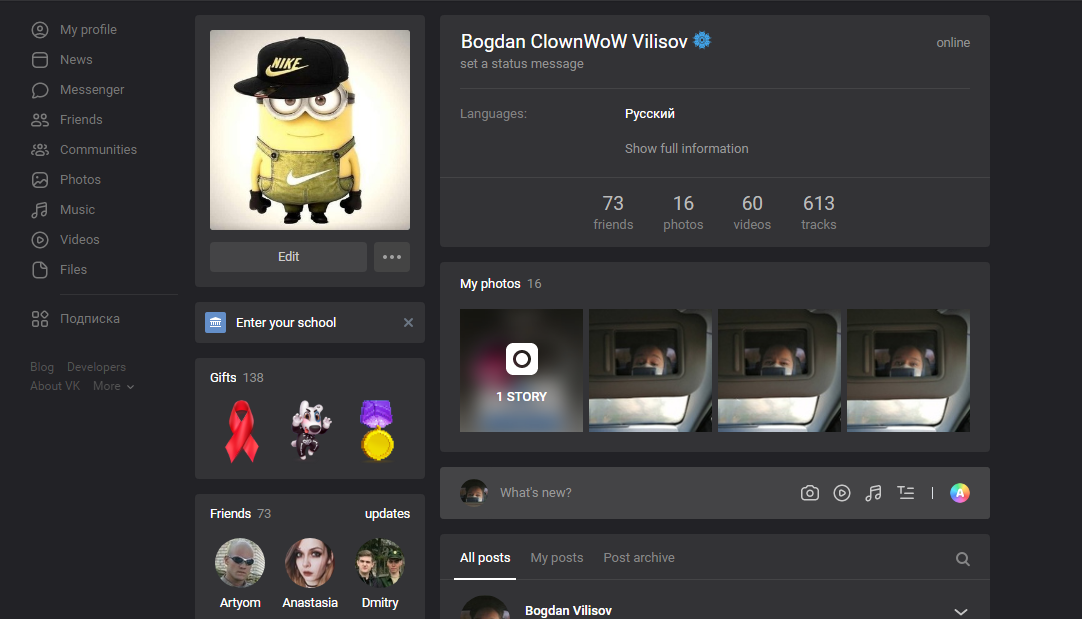 My profile
News
Messenger
Friends
Communities
Photos
Music
Videos
Files
Подписка
Blog Developers
About VK More
NIKE
Edit
Enter your school
Gifts 138
Friends 73 updates
Artyom Anastasia Dmitry
Bogdan ClownWoW Vilisov
online
set a status message
Languages: Русский
Show full information
73 16 60 613
friends photos videos tracks
My photos 16
1 STORY
What's new?
A
All posts My posts Post archive
Bogdan Vilisov